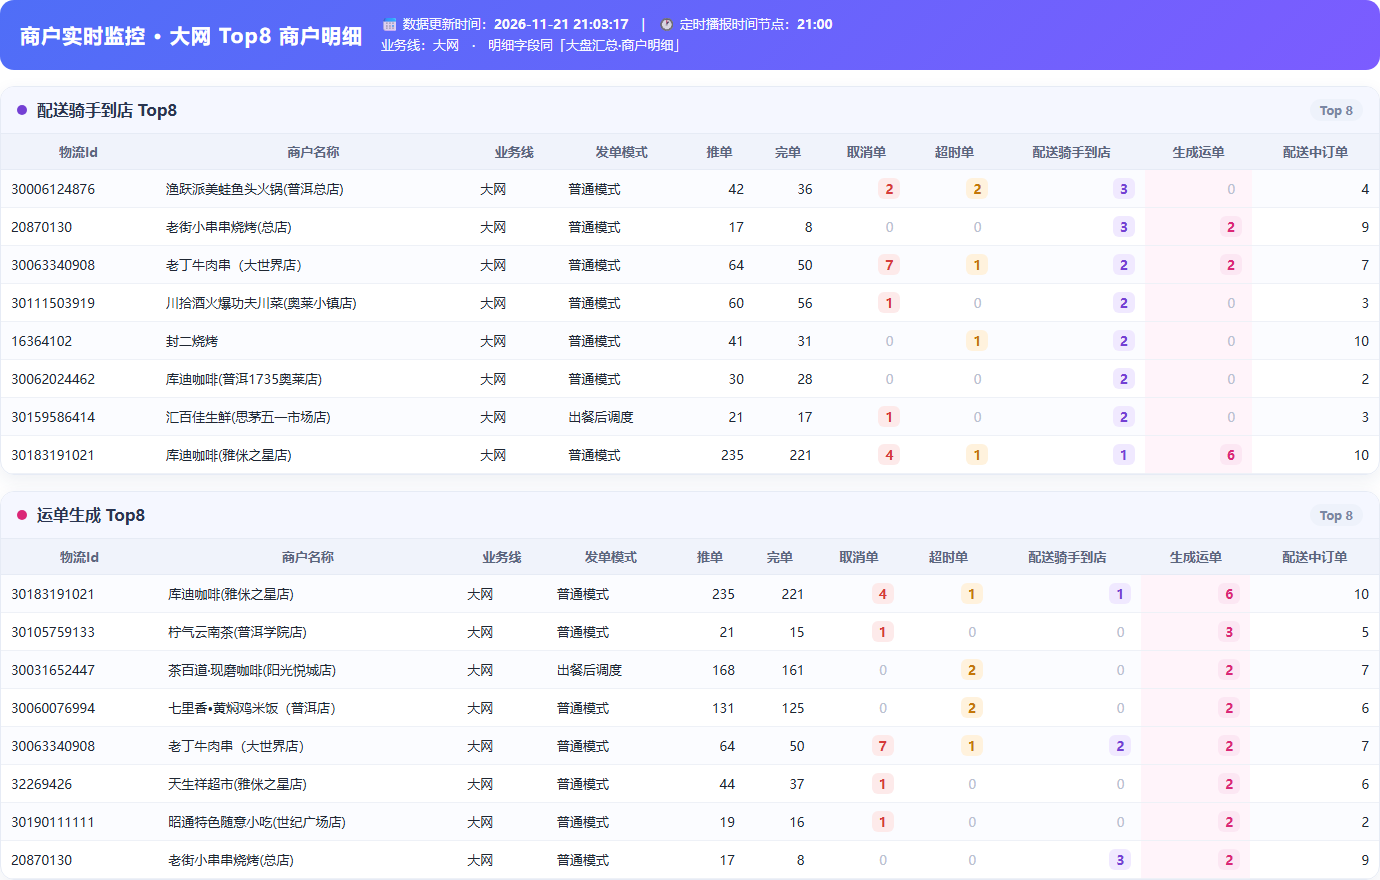 商户实时监控 • 大网 Top8 商户明细
数据更新时间：2026-11-21 21:03:17 | 定时播报时间节点：21:00
业务线：大网 · 明细字段同「大盘汇总·商户明细」
配送骑手到店 Top8 Top 8
物流Id 商户名称 业务线 发单模式 推单 完单 取消单 超时单 配送骑手到店 生成运单 配送中订单
30006124876 渔跃派美蛙鱼头火锅(普洱总店) 大网 普通模式 42 36 2 2 3 0 4
20870130 老街小串串烧烤(总店) 大网 普通模式 17 8 0 0 3 2 9
30063340908 老丁牛肉串（大世界店） 大网 普通模式 64 50 7 1 2 2 7
30111503919 川拾酒火爆功夫川菜(奥莱小镇店) 大网 普通模式 60 56 1 0 2 0 3
16364102 封二烧烤 大网 普通模式 41 31 0 1 2 0 10
30062024462 库迪咖啡(普洱1735奥莱店) 大网 普通模式 30 28 0 0 2 0 2
30159586414 汇百佳生鲜(思茅五一市场店) 大网 出餐后调度 21 17 1 0 2 0 3
30183191021 库迪咖啡(雅侎之星店) 大网 普通模式 235 221 4 1 1 6 10
运单生成 Top8 Top 8
物流Id 商户名称 业务线 发单模式 推单 完单 取消单 超时单 配送骑手到店 生成运单 配送中订单
30183191021 库迪咖啡(雅侎之星店) 大网 普通模式 235 221 4 1 1 6 10
30105759133 柠气云南茶(普洱学院店) 大网 普通模式 21 15 1 0 0 3 5
30031652447 茶百道·现磨咖啡(阳光悦城店) 大网 出餐后调度 168 161 0 2 0 2 7
30060076994 七里香•黄焖鸡米饭（普洱店） 大网 普通模式 131 125 0 2 0 2 6
30063340908 老丁牛肉串（大世界店） 大网 普通模式 64 50 7 1 2 2 7
32269426 天生祥超市(雅侎之星店) 大网 普通模式 44 37 1 0 0 2 6
30190111111 昭通特色随意小吃(世纪广场店) 大网 普通模式 19 16 1 0 0 2 2
20870130 老街小串串烧烤(总店) 大网 普通模式 17 8 0 0 3 2 9